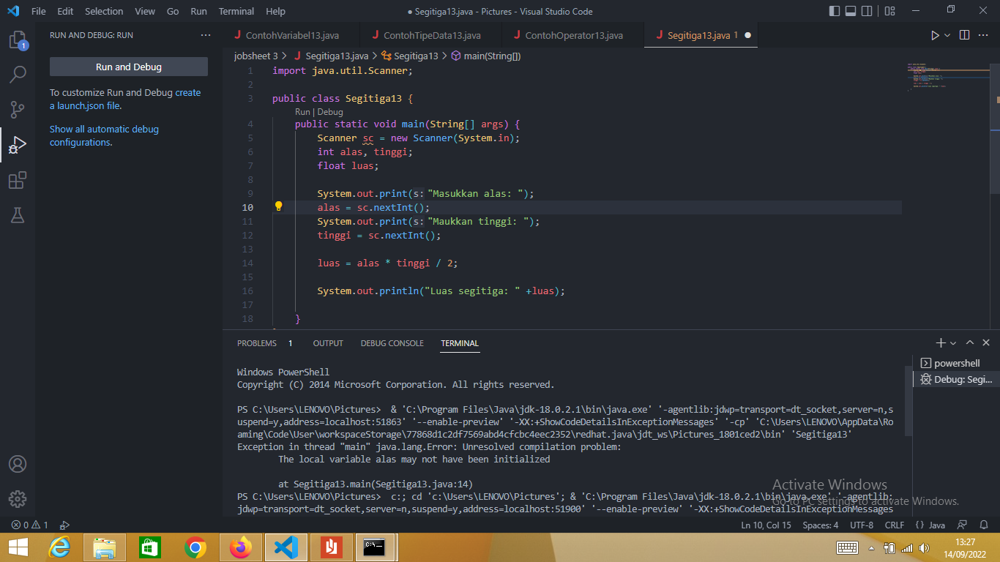 File Edit Selection View Go Run Terminal Help
● Segitiga13.java - Pictures - Visual Studio Code
RUN AND DEBUG: RUN ...
Run and Debug
To customize Run and Debug create
a launch.json file.
Show all automatic debug
configurations.
1
J ContohVariabel13.java J ContohTipeData13.java J ContohOperator13.java J Segitiga13.java 1 ●
jobsheet 3 > J Segitiga13.java > Segitiga13 > main(String[])
1 import java.util.Scanner;
2
3 public class Segitiga13 {
Run | Debug
4 public static void main(String[] args) {
5 Scanner sc = new Scanner(System.in);
6 int alas, tinggi;
7 float luas;
8
9 System.out.print(s: "Masukkan alas: ");
10 alas = sc.nextInt();
11 System.out.print(s: "Maukkan tinggi: ");
12 tinggi = sc.nextInt();
13
14 luas = alas * tinggi / 2;
15
16 System.out.println("Luas segitiga: " +luas);
17
18 }
PROBLEMS 1 OUTPUT DEBUG CONSOLE TERMINAL
powershell
Debug: Segi...
Windows PowerShell
Copyright (C) 2014 Microsoft Corporation. All rights reserved.
PS C:\Users\LENOVO\Pictures>  & 'C:\Program Files\Java\jdk-18.0.2.1\bin\java.exe' '-agentlib:jdwp=transport=dt_socket,server=n,s
uspend=y,address=localhost:51863' '--enable-preview' '-XX:+ShowCodeDetailsInExceptionMessages' '-cp' 'C:\Users\LENOVO\AppData\Ro
aming\Code\User\workspaceStorage\77868d1c2df7569abd4cfcbc4eec2352\redhat.java\jdt_ws\Pictures_1801ced2\bin' 'Segitiga13'
Exception in thread "main" java.lang.Error: Unresolved compilation problem:
The local variable alas may not have been initialized
at Segitiga13.main(Segitiga13.java:14)
PS C:\Users\LENOVO\Pictures>  c:; cd 'c:\Users\LENOVO\Pictures'; & 'C:\Program Files\Java\jdk-18.0.2.1\bin\java.exe' '-agentlib:
jdwp=transport=dt_socket,server=n,suspend=y,address=localhost:51900' '--enable-preview' '-XX:+ShowCodeDetailsInExceptionMessages
Activate Windows
Go to PC settings to activate Windows.
0 1
Ln 10, Col 15 Spaces: 4 UTF-8 CRLF {} Java
13:27
14/09/2022